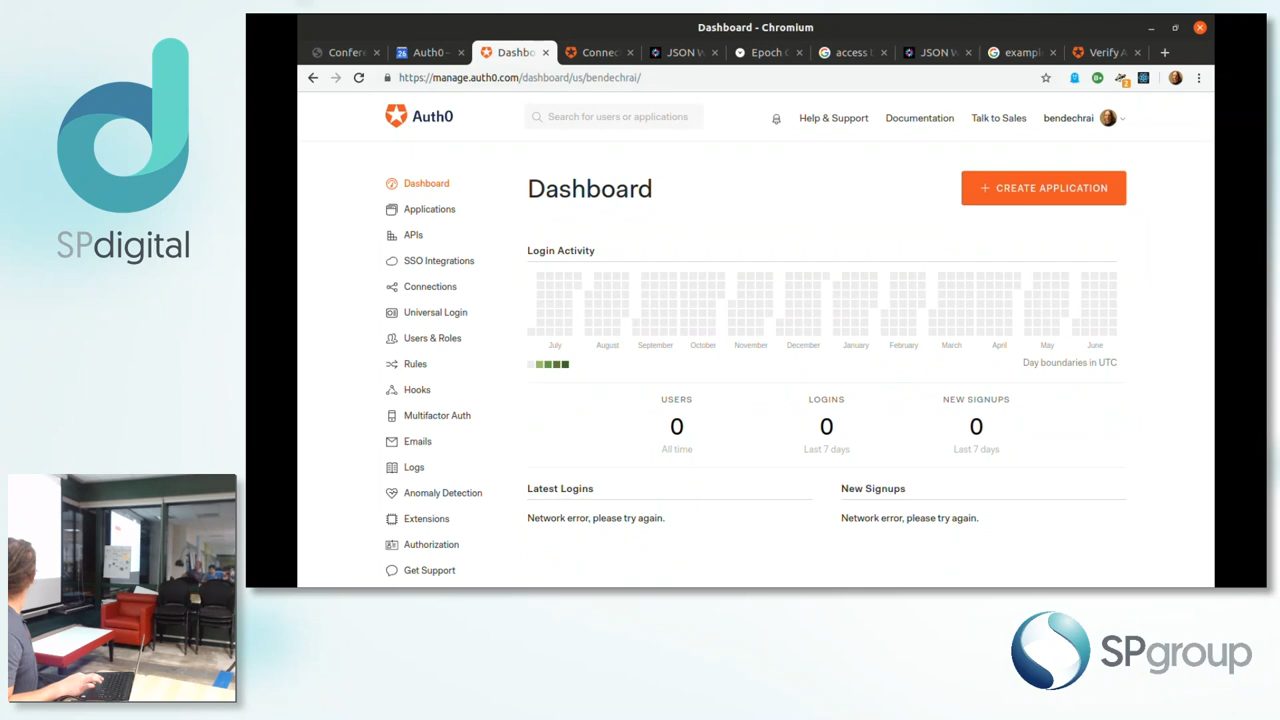 SPdigital
Dashboard - Chromium
Confer
Auth0 -
Dashbo
Connec
JSON W
Epoch C
access t
JSON W
exampl
Verify A
https://manage.auth0.com/dashboard/us/bendechrai/
Auth0
Search for users or applications
Help & Support
Documentation
Talk to Sales
bendechrai
Dashboard
Applications
APIs
SSO Integrations
Connections
Universal Login
Users & Roles
Rules
Hooks
Multifactor Auth
Emails
Logs
Anomaly Detection
Extensions
Authorization
Get Support
Dashboard
+ CREATE APPLICATION
Login Activity
July August September October November December January February March April May June
Day boundaries in UTC
USERS
0
All time
LOGINS
0
Last 7 days
NEW SIGNUPS
0
Last 7 days
Latest Logins
Network error, please try again.
New Signups
Network error, please try again.
SPgroup